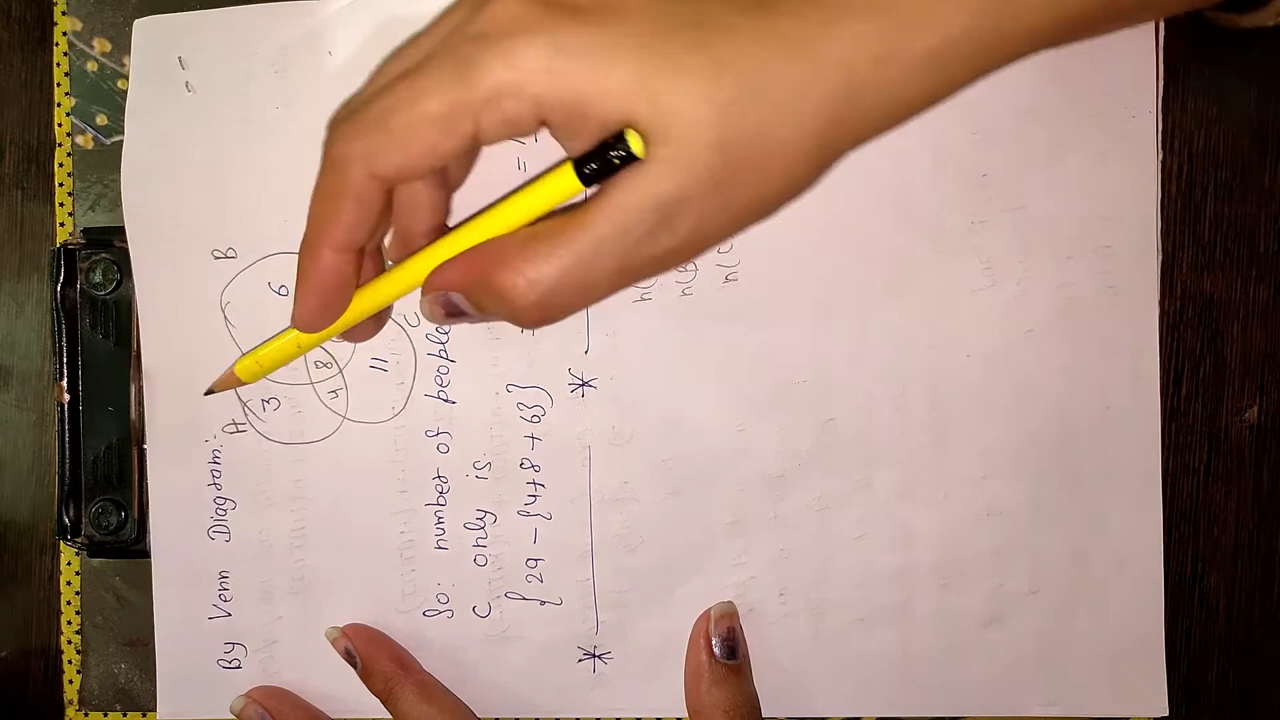 By Venn Diagram:-
A
B
3
6
4
8
11
C
So: number of people
C only is.
{29 - {4+8+6}}
* *
n(B
n(C